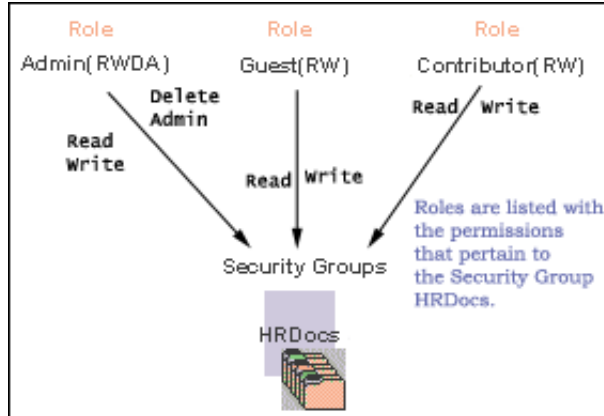 Role Role Role
Admin(RWDA) Guest(RW) Contributor(RW)
Delete
Admin
Read
Write
Read Write
Read Write
Roles are listed with
the permissions
that pertain to
the Security Group
HRDocs.
Security Groups
HRDocs